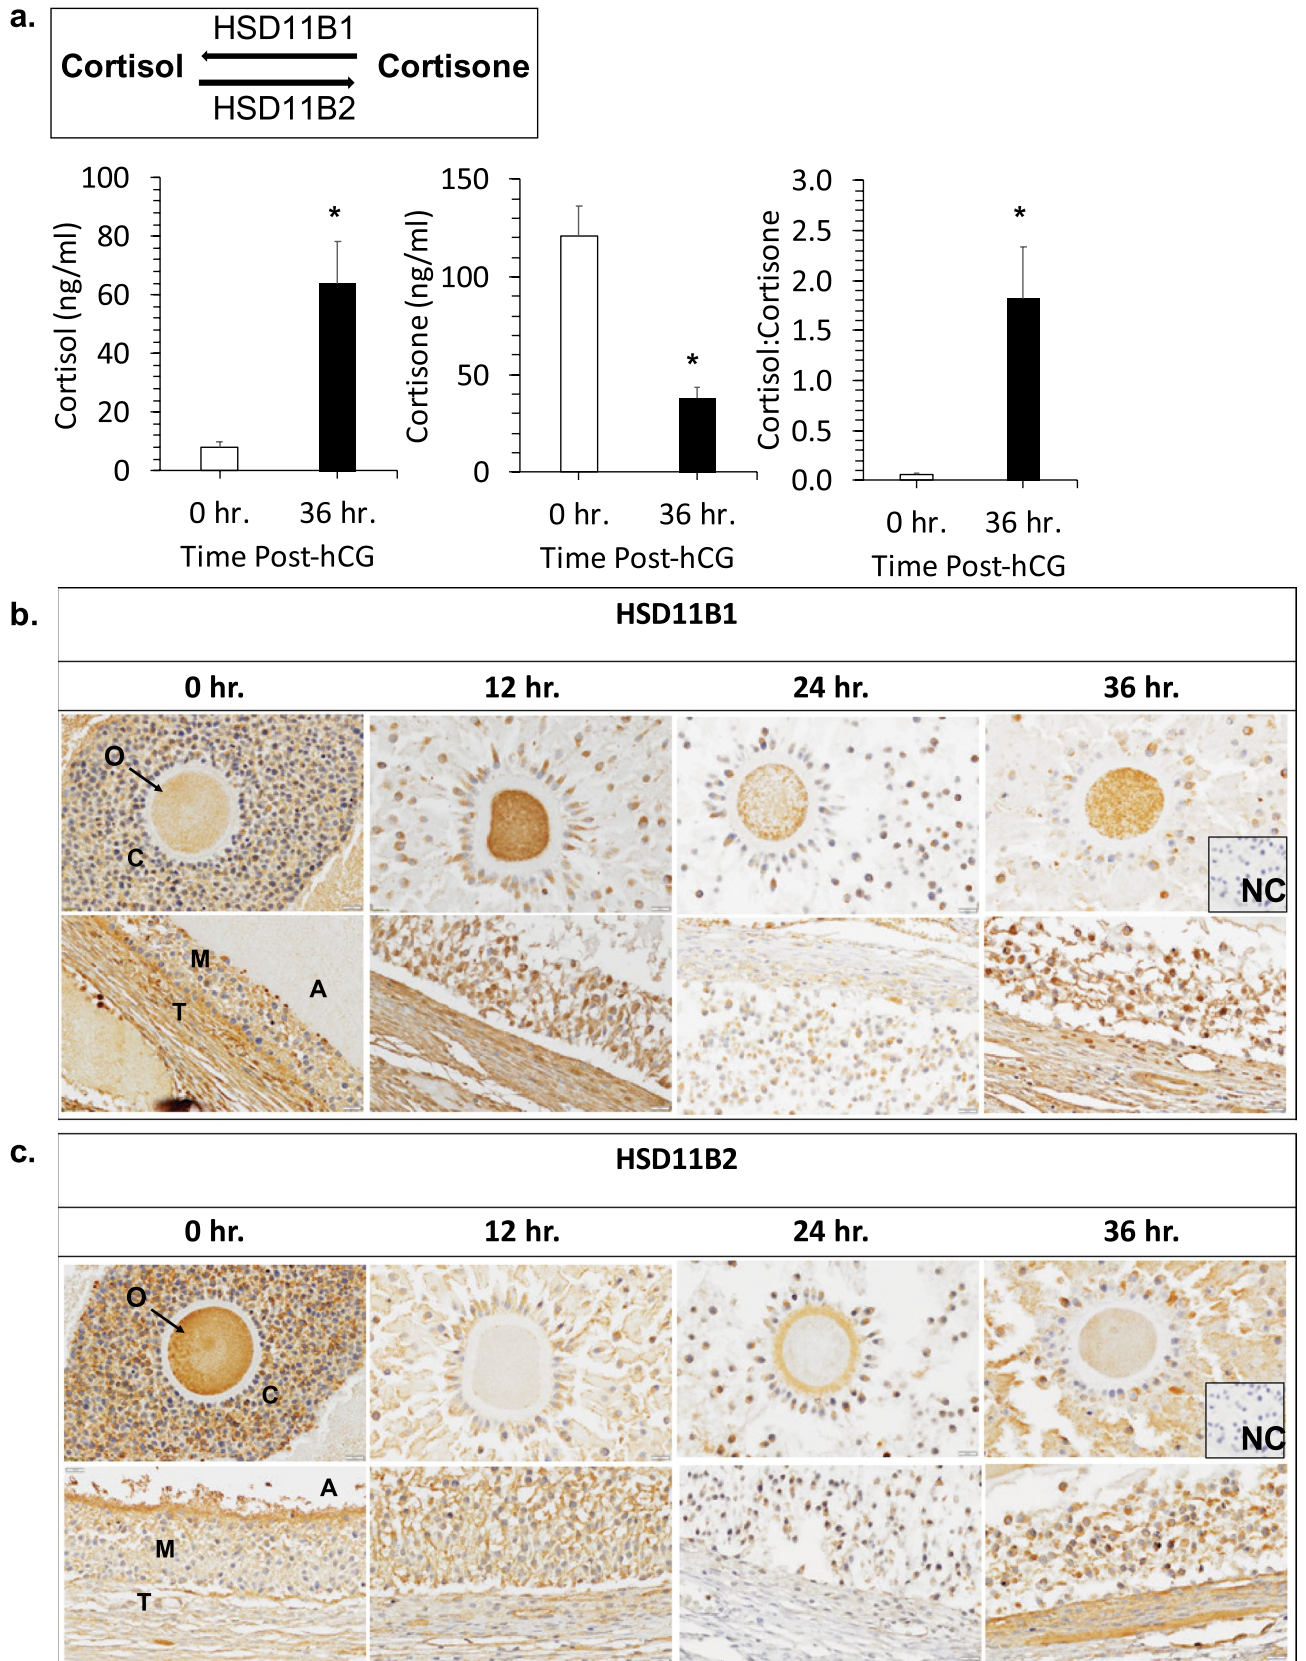 a.
HSD11B1
Cortisol Cortisone
HSD11B2
Cortisol (ng/ml)
100
80
60
40
20
0
*
0 hr. 36 hr.
Time Post-hCG
Cortisone (ng/ml)
150
100
50
0
*
0 hr. 36 hr.
Time Post-hCG
Cortisol:Cortisone
3.0
2.5
2.0
1.5
1.0
0.5
0.0
*
0 hr. 36 hr.
Time Post-hCG
b.
HSD11B1
0 hr. 12 hr. 24 hr. 36 hr.
O
C
NC
M
A
T
c.
HSD11B2
0 hr. 12 hr. 24 hr. 36 hr.
O
C
NC
A
M
T